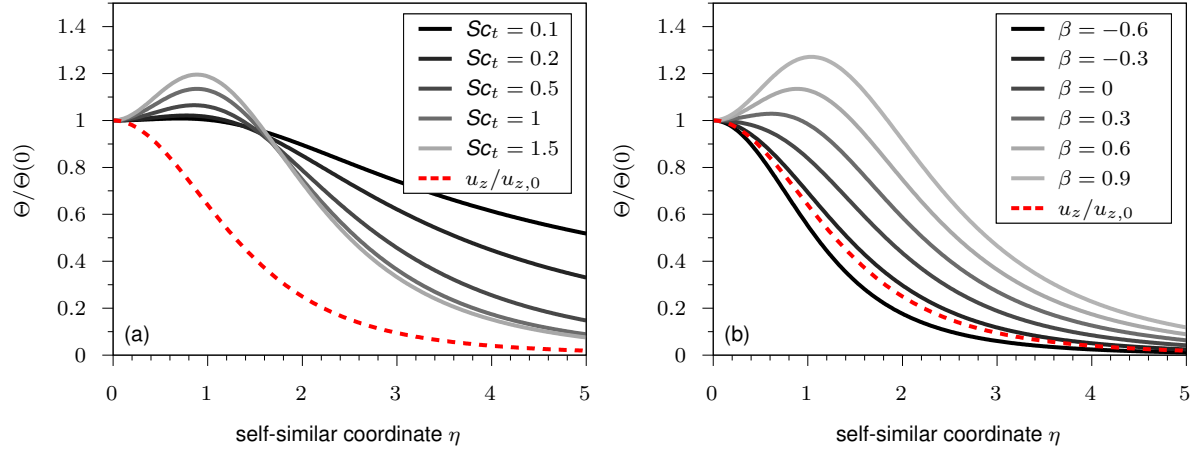 1.4
1.2
1
0.8
0.6
0.4
0.2
0
Θ/Θ(0)
Sc_t = 0.1
Sc_t = 0.2
Sc_t = 0.5
Sc_t = 1
Sc_t = 1.5
u_z/u_{z,0}
(a)
0 1 2 3 4 5
self-similar coordinate η
1.4
1.2
1
0.8
0.6
0.4
0.2
0
Θ/Θ(0)
β = −0.6
β = −0.3
β = 0
β = 0.3
β = 0.6
β = 0.9
u_z/u_{z,0}
(b)
0 1 2 3 4 5
self-similar coordinate η